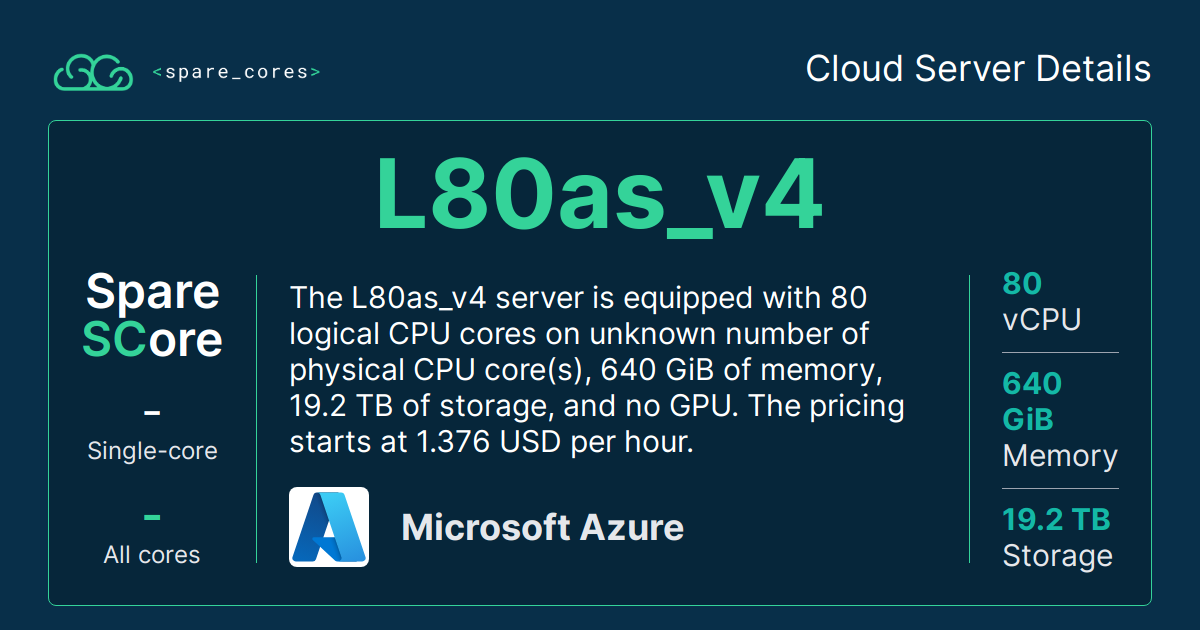 <spare_cores>
Cloud Server Details
L80as_v4
Spare
SCore
–
Single-core
–
All cores
The L80as_v4 server is equipped with 80
logical CPU cores on unknown number of
physical CPU core(s), 640 GiB of memory,
19.2 TB of storage, and no GPU. The pricing
starts at 1.376 USD per hour.
Microsoft Azure
80
vCPU
640
GiB
Memory
19.2 TB
Storage